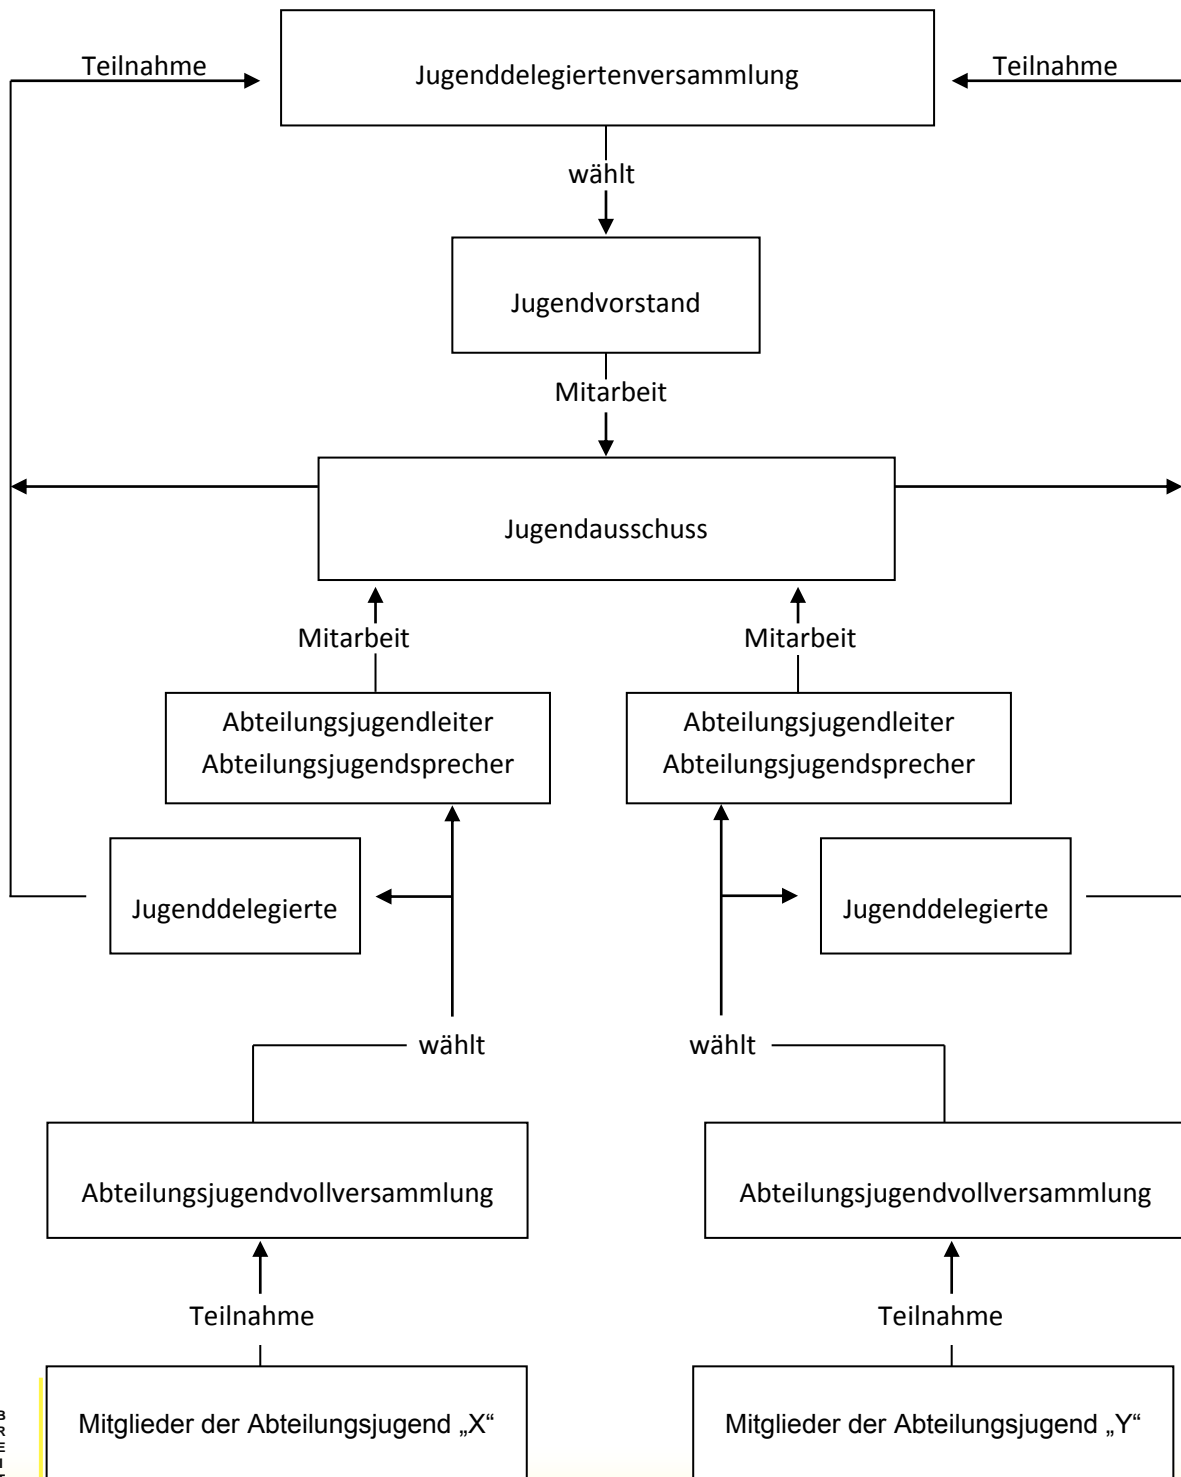 Teilnahme
Jugenddelegiertenversammlung
Teilnahme
wählt
Jugendvorstand
Mitarbeit
Jugendausschuss
Mitarbeit
Mitarbeit
Abteilungsjugendleiter
Abteilungsjugendsprecher
Abteilungsjugendleiter
Abteilungsjugendsprecher
Jugenddelegierte
Jugenddelegierte
wählt
wählt
Abteilungsjugendvollversammlung
Abteilungsjugendvollversammlung
Teilnahme
Teilnahme
Mitglieder der Abteilungsjugend „X“
Mitglieder der Abteilungsjugend „Y“